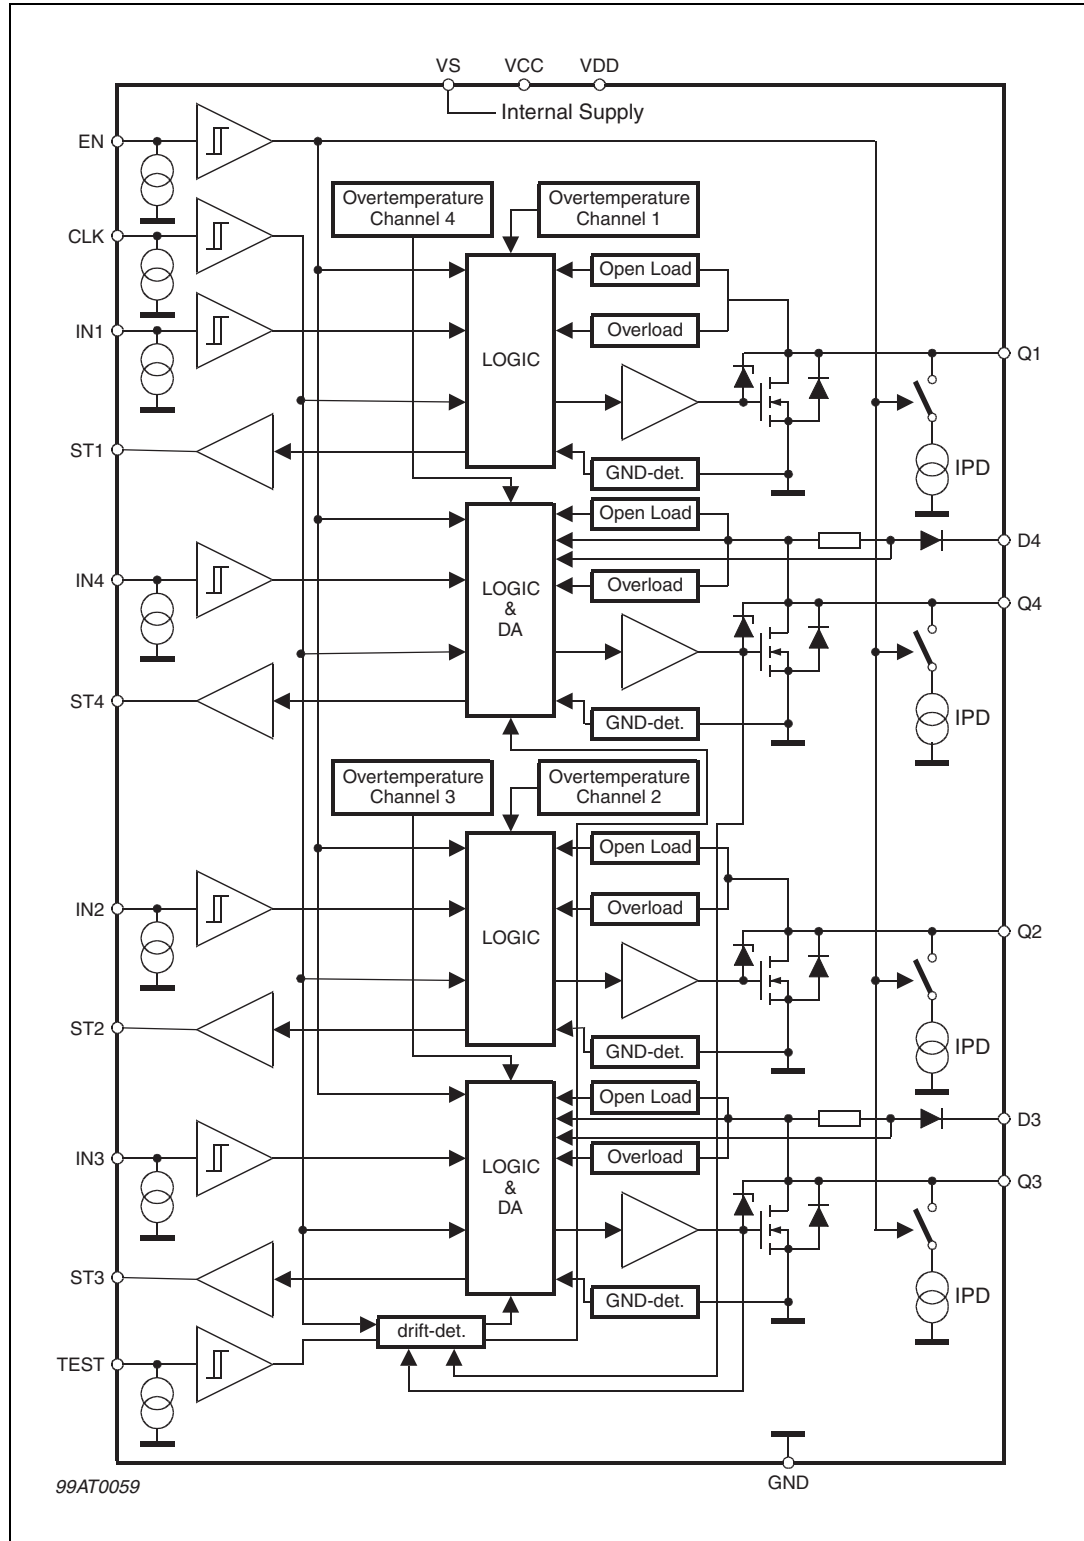 VS
VCC
VDD
Internal Supply
EN
Overtemperature
Channel 4
Overtemperature
Channel 1
CLK
Open Load
IN1
Overload
LOGIC
Q1
ST1
GND-det.
IPD
Open Load
D4
IN4
Overload
LOGIC
&
DA
Q4
ST4
GND-det.
IPD
Overtemperature
Channel 3
Overtemperature
Channel 2
Open Load
IN2
Overload
LOGIC
Q2
ST2
GND-det.
IPD
Open Load
D3
IN3
Overload
LOGIC
&
DA
Q3
ST3
GND-det.
IPD
drift-det.
TEST
GND
99AT0059